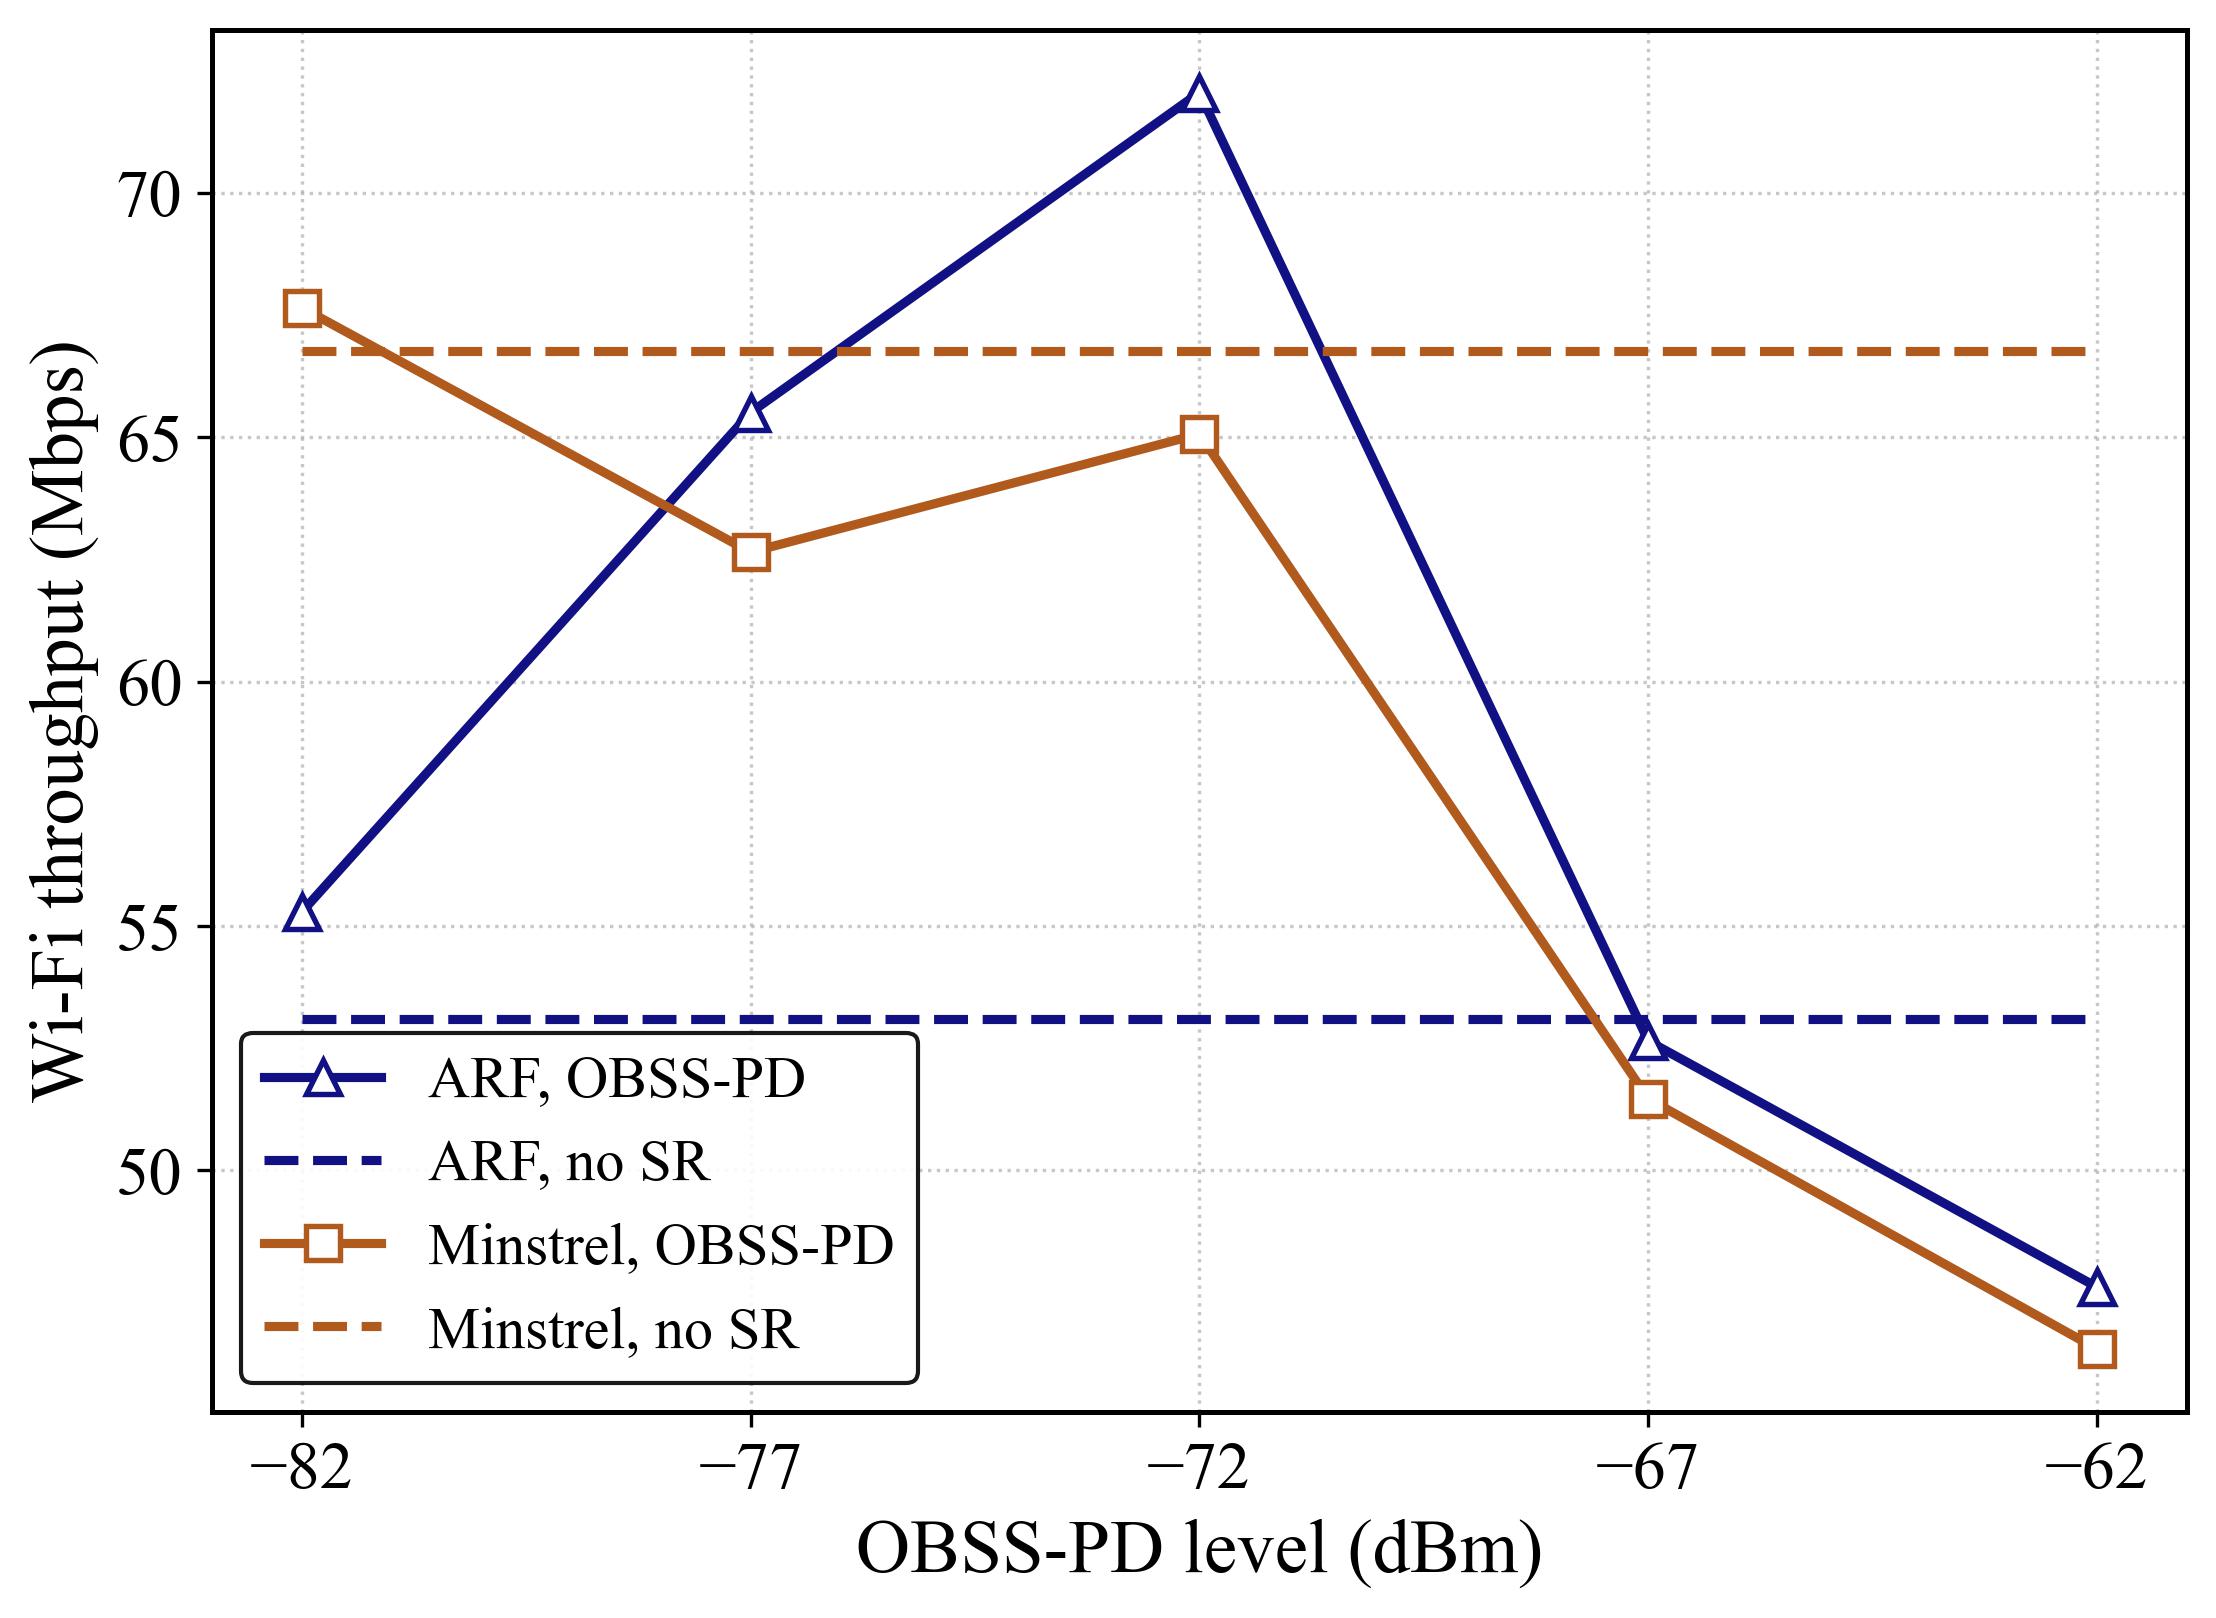 Wi-Fi throughput (Mbps)
70
65
60
55
50
ARF, OBSS-PD
ARF, no SR
Minstrel, OBSS-PD
Minstrel, no SR
−82 −77 −72 −67 −62
OBSS-PD level (dBm)